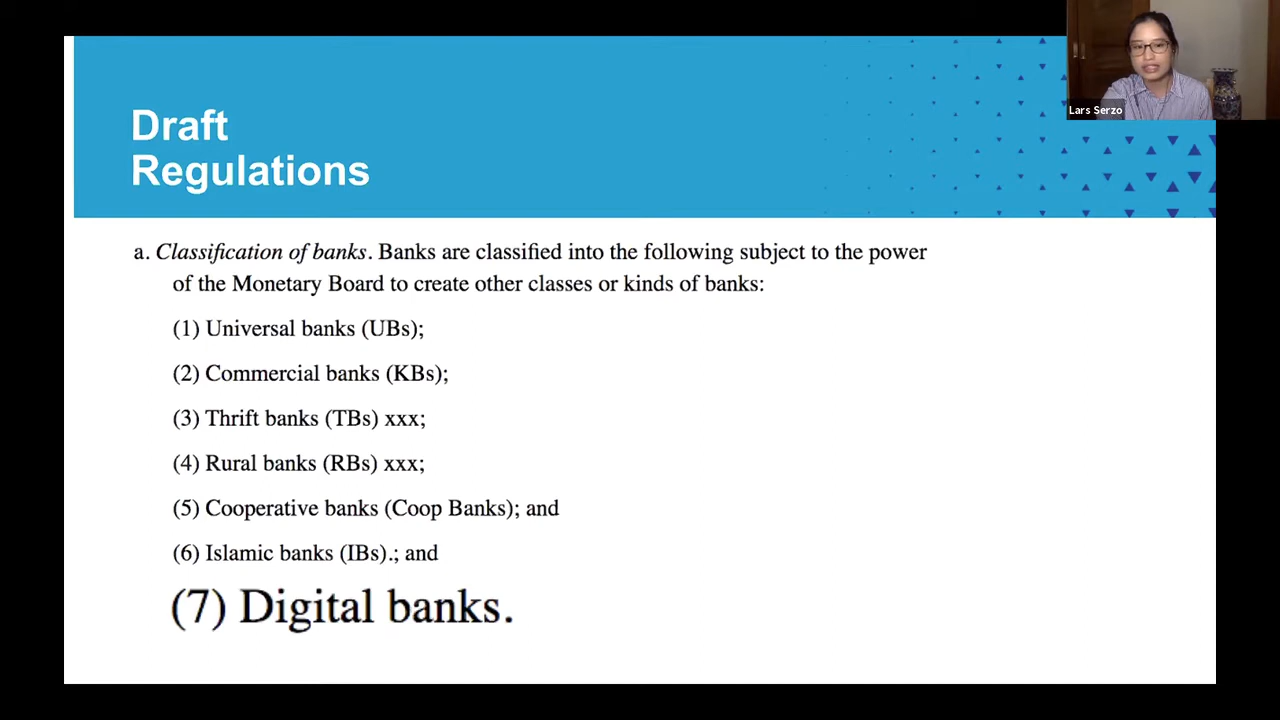 Lars Serzo
Draft
Regulations
a. Classification of banks. Banks are classified into the following subject to the power
of the Monetary Board to create other classes or kinds of banks:
(1) Universal banks (UBs);
(2) Commercial banks (KBs);
(3) Thrift banks (TBs) xxx;
(4) Rural banks (RBs) xxx;
(5) Cooperative banks (Coop Banks); and
(6) Islamic banks (IBs).; and
(7) Digital banks.